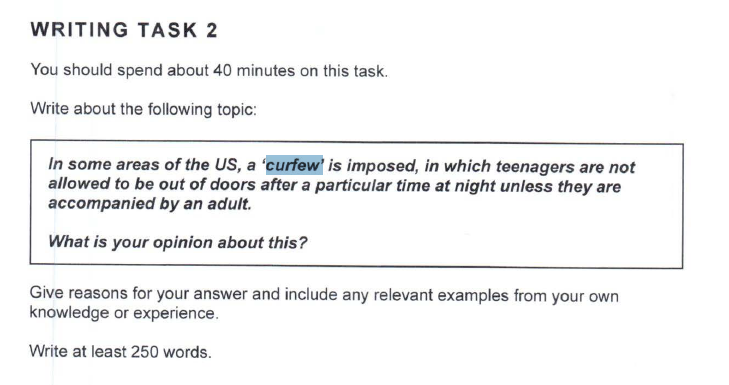 WRITING TASK 2
You should spend about 40 minutes on this task.
Write about the following topic:
In some areas of the US, a ‘curfew’ is imposed, in which teenagers are not
allowed to be out of doors after a particular time at night unless they are
accompanied by an adult.
What is your opinion about this?
Give reasons for your answer and include any relevant examples from your own
knowledge or experience.
Write at least 250 words.